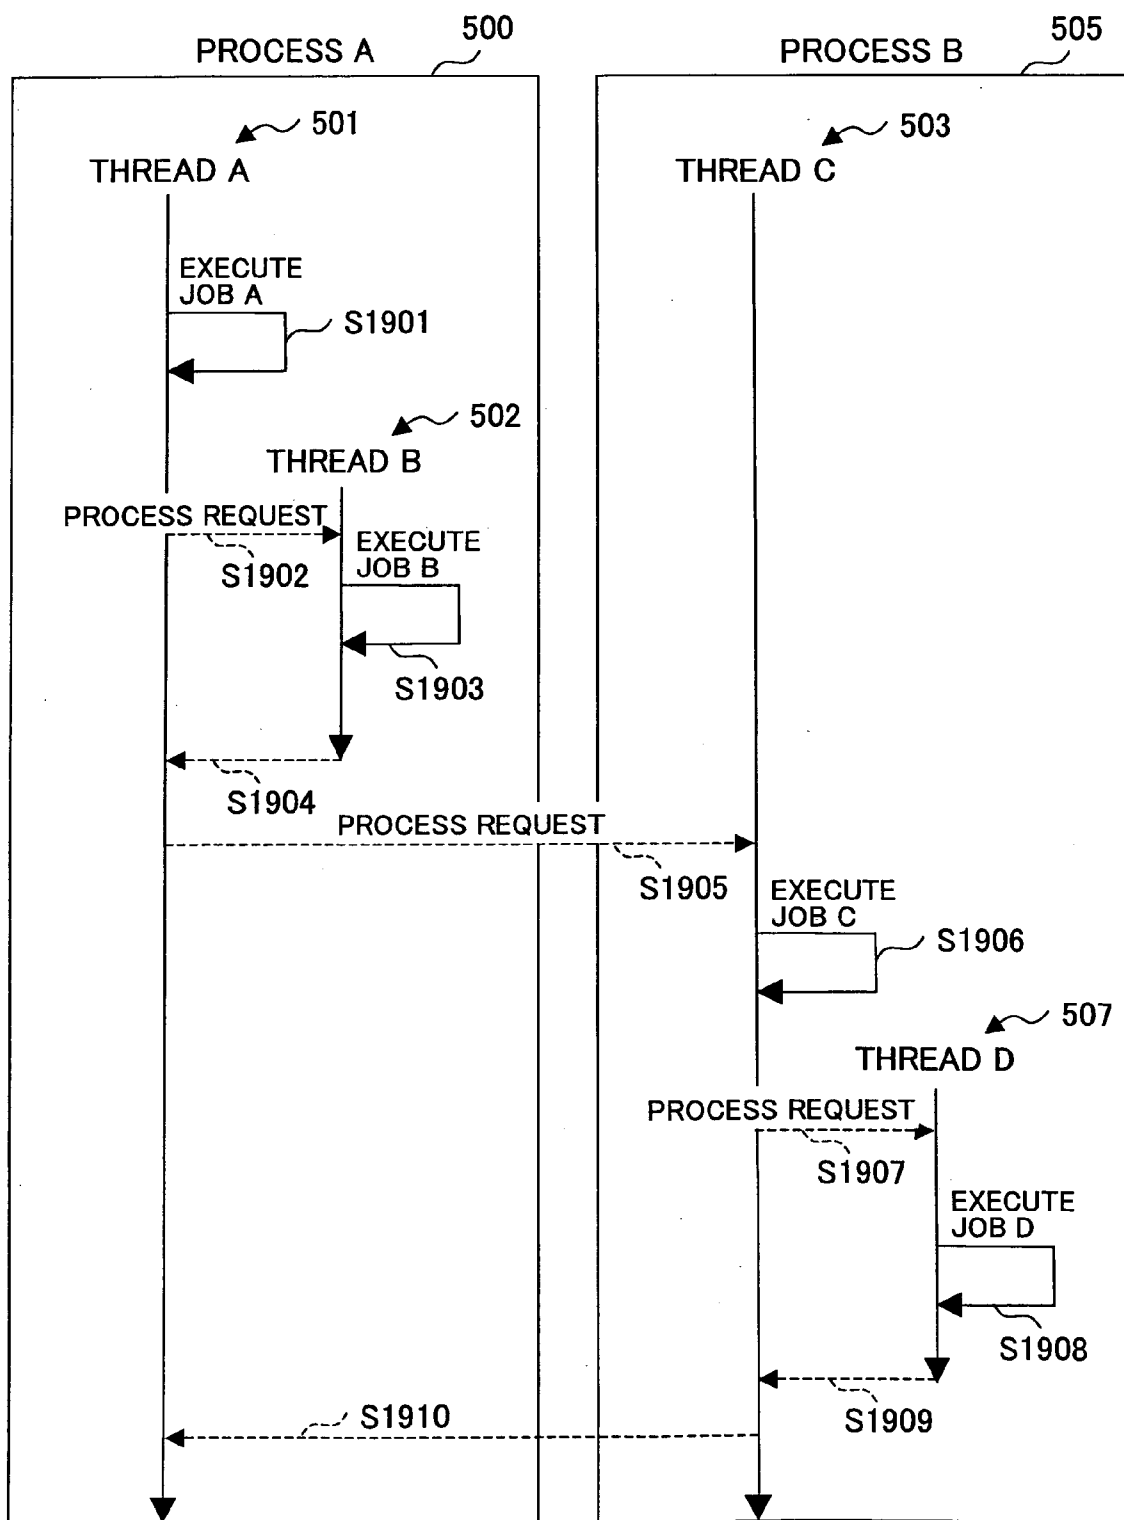 500
505
PROCESS A
PROCESS B
501
503
THREAD A
THREAD C
EXECUTE
JOB A
S1901
502
THREAD B
PROCESS REQUEST
EXECUTE
JOB B
S1902
S1903
S1904
PROCESS REQUEST
S1905
EXECUTE
JOB C
S1906
507
THREAD D
PROCESS REQUEST
S1907
EXECUTE
JOB D
S1908
S1909
S1910